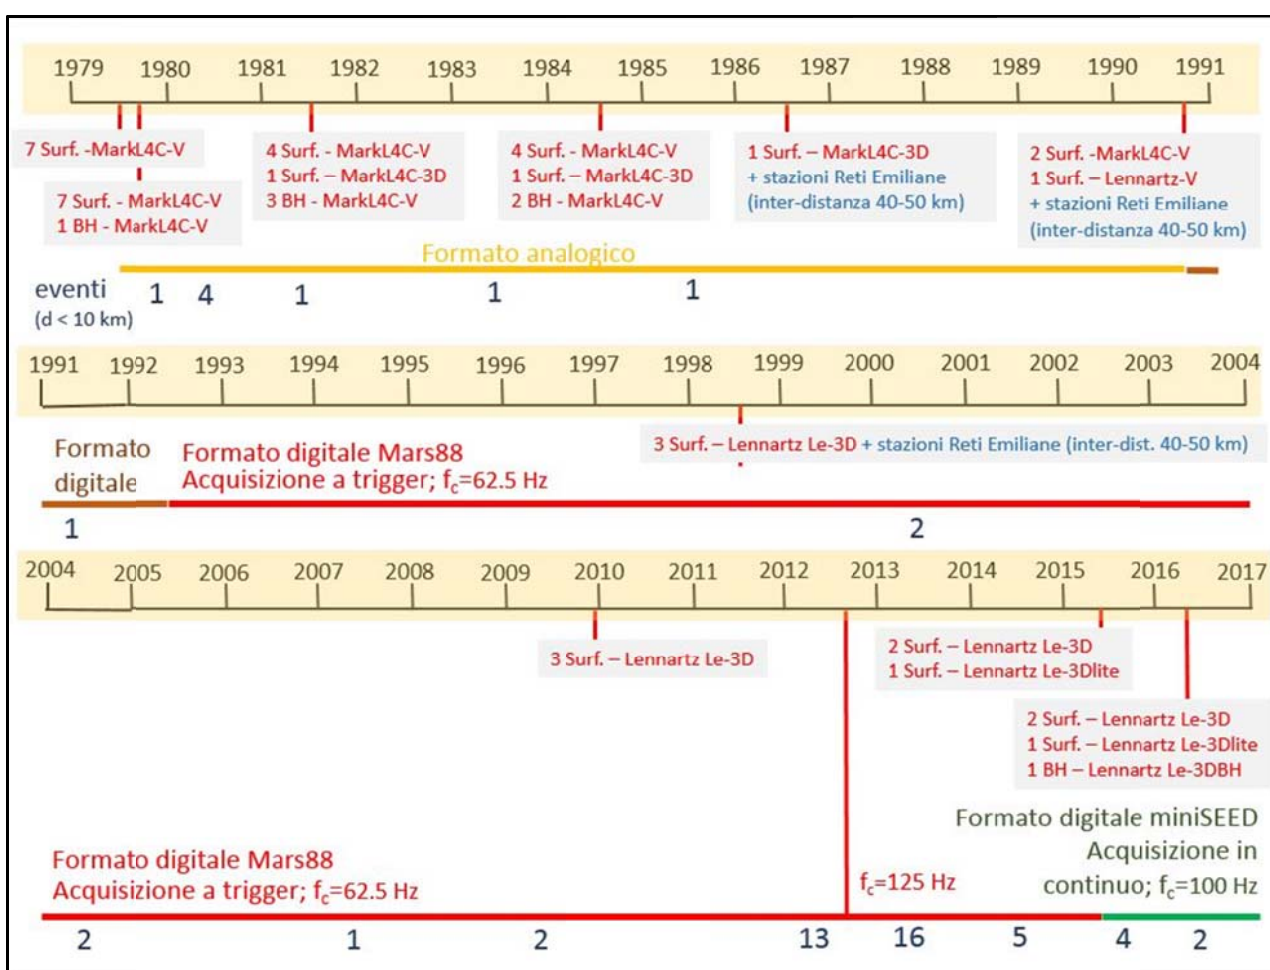 1979 1980 1981 1982 1983 1984 1985 1986 1987 1988 1989 1990 1991
7 Surf. -MarkL4C-V
7 Surf. - MarkL4C-V
1 BH - MarkL4C-V
4 Surf. - MarkL4C-V
1 Surf. – MarkL4C-3D
3 BH - MarkL4C-V
4 Surf. - MarkL4C-V
1 Surf. – MarkL4C-3D
2 BH - MarkL4C-V
1 Surf. – MarkL4C-3D
+ stazioni Reti Emiliane
(inter-distanza 40-50 km)
2 Surf. -MarkL4C-V
1 Surf. – Lennartz-V
+ stazioni Reti Emiliane
(inter-distanza 40-50 km)
Formato analogico
eventi
(d < 10 km)
1 4 1 1 1
1991 1992 1993 1994 1995 1996 1997 1998 1999 2000 2001 2002 2003 2004
3 Surf. – Lennartz Le-3D + stazioni Reti Emiliane (inter-dist. 40-50 km)
Formato
digitale
Formato digitale Mars88
Acquisizione a trigger; fc=62.5 Hz
1 2
2004 2005 2006 2007 2008 2009 2010 2011 2012 2013 2014 2015 2016 2017
3 Surf. – Lennartz Le-3D
2 Surf. – Lennartz Le-3D
1 Surf. – Lennartz Le-3Dlite
2 Surf. – Lennartz Le-3D
1 Surf. – Lennartz Le-3Dlite
1 BH – Lennartz Le-3DBH
Formato digitale Mars88
Acquisizione a trigger; fc=62.5 Hz
fc=125 Hz
Formato digitale miniSEED
Acquisizione in
continuo; fc=100 Hz
2 1 2 13 16 5 4 2